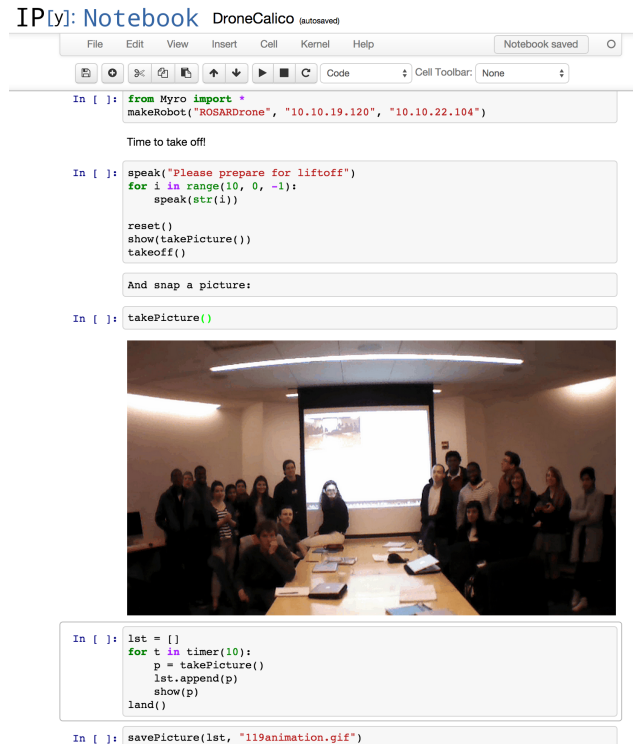 IP[y]: Notebook DroneCalico (autosaved)
File Edit View Insert Cell Kernel Help Notebook saved
Code Cell Toolbar: None
In [ ]: from Myro import *
makeRobot("ROSARDrone", "10.10.19.120", "10.10.22.104")
Time to take off!
In [ ]: speak("Please prepare for liftoff")
for i in range(10, 0, -1):
    speak(str(i))
reset()
show(takePicture())
takeoff()
And snap a picture:
In [ ]: takePicture()
In [ ]: lst = []
for t in timer(10):
    p = takePicture()
    lst.append(p)
    show(p)
land()
In [ ]: savePicture(lst, "119animation.gif")